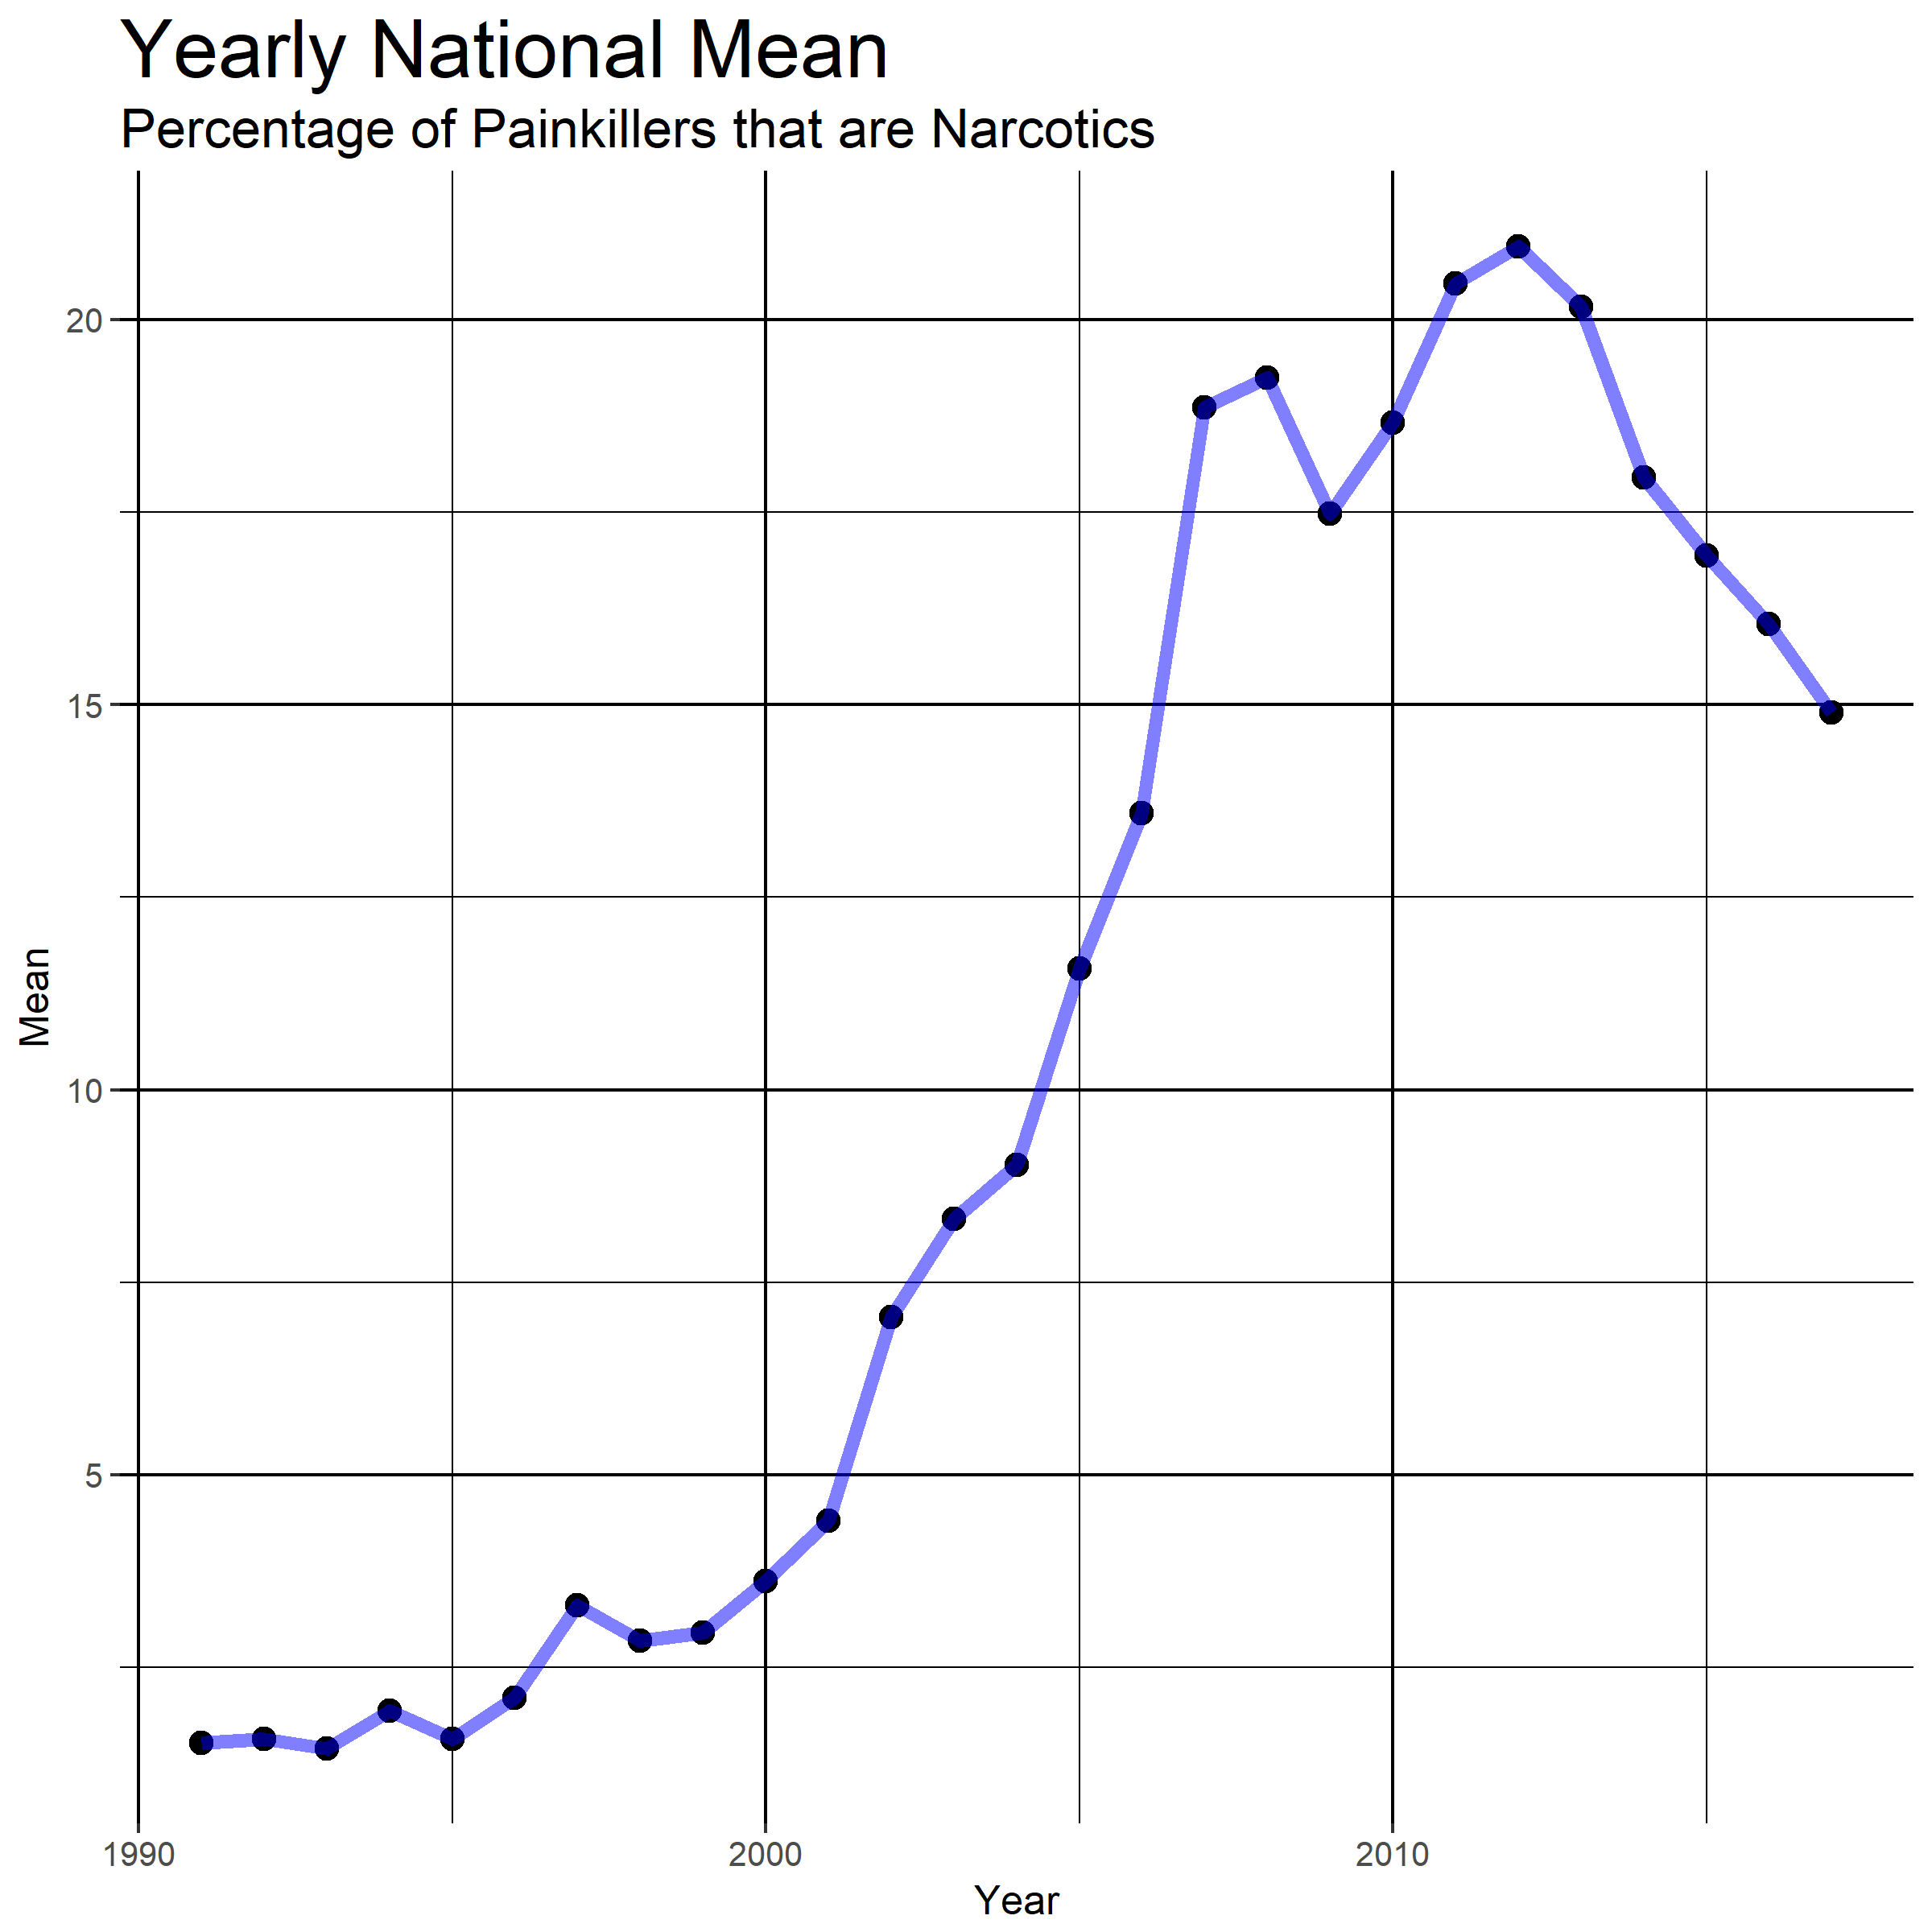 Yearly National Mean
Percentage of Painkillers that are Narcotics
20
15
10
5
Mean
1990 2000 2010
Year